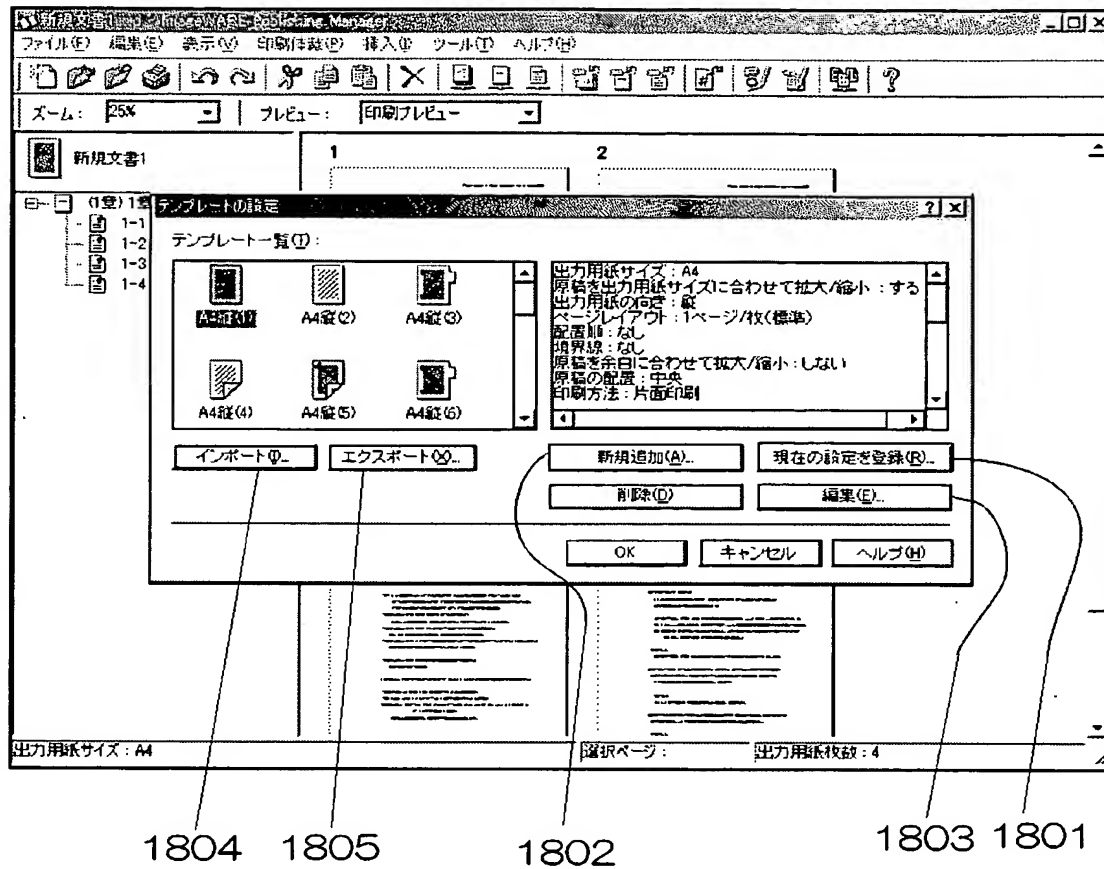 新規文書1 - ImageWARE Publishing Manager
ファイル(F) 編集(E) 表示(V) 印刷体裁(P) 挿入(I) ツール(T) ヘルプ(H)
ズーム: 25% プレビュー: 印刷プレビュー
新規文書1
1 2
(1章) 1章
1-1
1-2
1-3
1-4
テンプレートの設定
テンプレート一覧(T):
A4縦(1) A4縦(2) A4縦(3)
A4縦(4) A4縦(5) A4縦(6)
出力用紙サイズ : A4
原稿を出力用紙サイズに合わせて拡大/縮小 : する
出力用紙の向き : 縦
ページレイアウト : 1ページ/枚(標準)
配置順 : なし
境界線 : なし
原稿を余白に合わせて拡大/縮小 : しない
原稿の配置 : 中央
印刷方法 : 片面印刷
インポート(I)... エクスポート(X)... 新規追加(A)... 現在の設定を登録(R)...
削除(D) 編集(E)...
OK キャンセル ヘルプ(H)
出力用紙サイズ : A4 選択ページ : 出力用紙枚数 : 4
1804 1805 1802 1803 1801